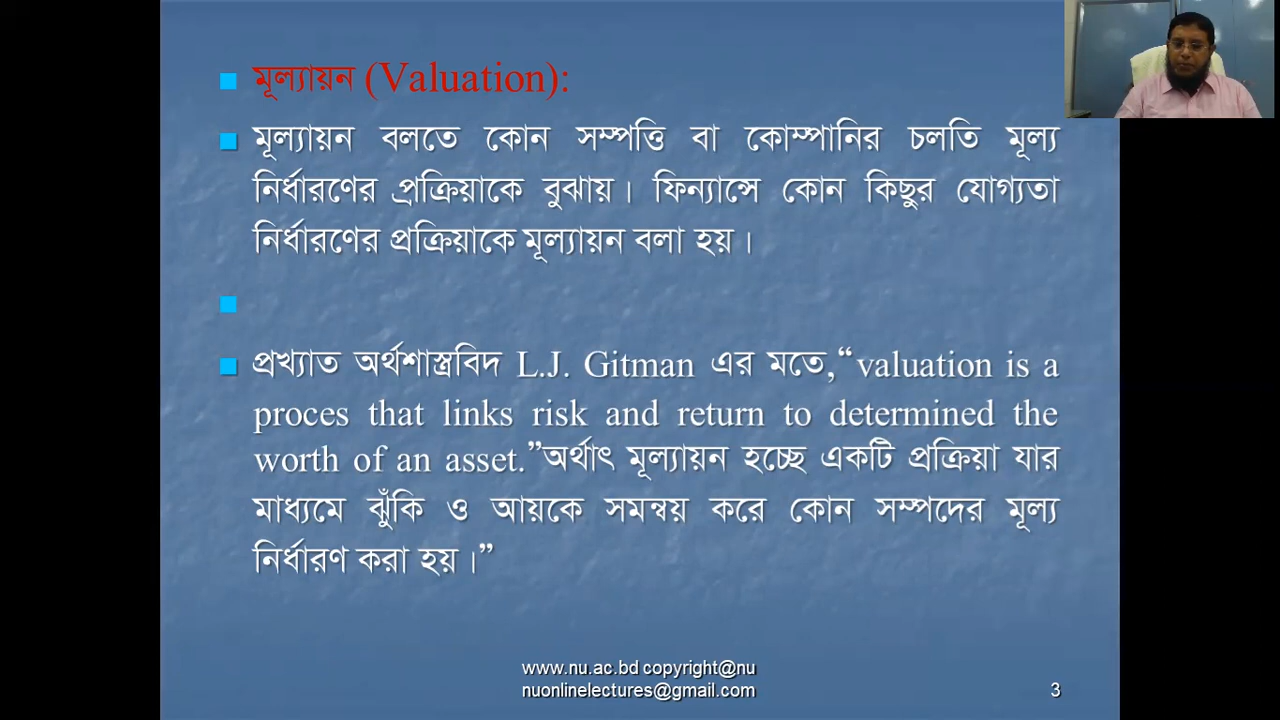 মূল্যায়ন (Valuation):
মূল্যায়ন বলতে কোন সম্পত্তি বা কোম্পানির চলতি মূল্য
নির্ধারণের প্রক্রিয়াকে বুঝায়। ফিন্যান্সে কোন কিছুর যোগ্যতা
নির্ধারণের প্রক্রিয়াকে মূল্যায়ন বলা হয়।
প্রখ্যাত অর্থশাস্ত্রবিদ L.J. Gitman এর মতে,“valuation is a
proces that links risk and return to determined the
worth of an asset.”অর্থাৎ মূল্যায়ন হচ্ছে একটি প্রক্রিয়া যার
মাধ্যমে ঝুঁকি ও আয়কে সমন্বয় করে কোন সম্পদের মূল্য
নির্ধারণ করা হয়।”
www.nu.ac.bd copyright@nu
nuonlinelectures@gmail.com
3